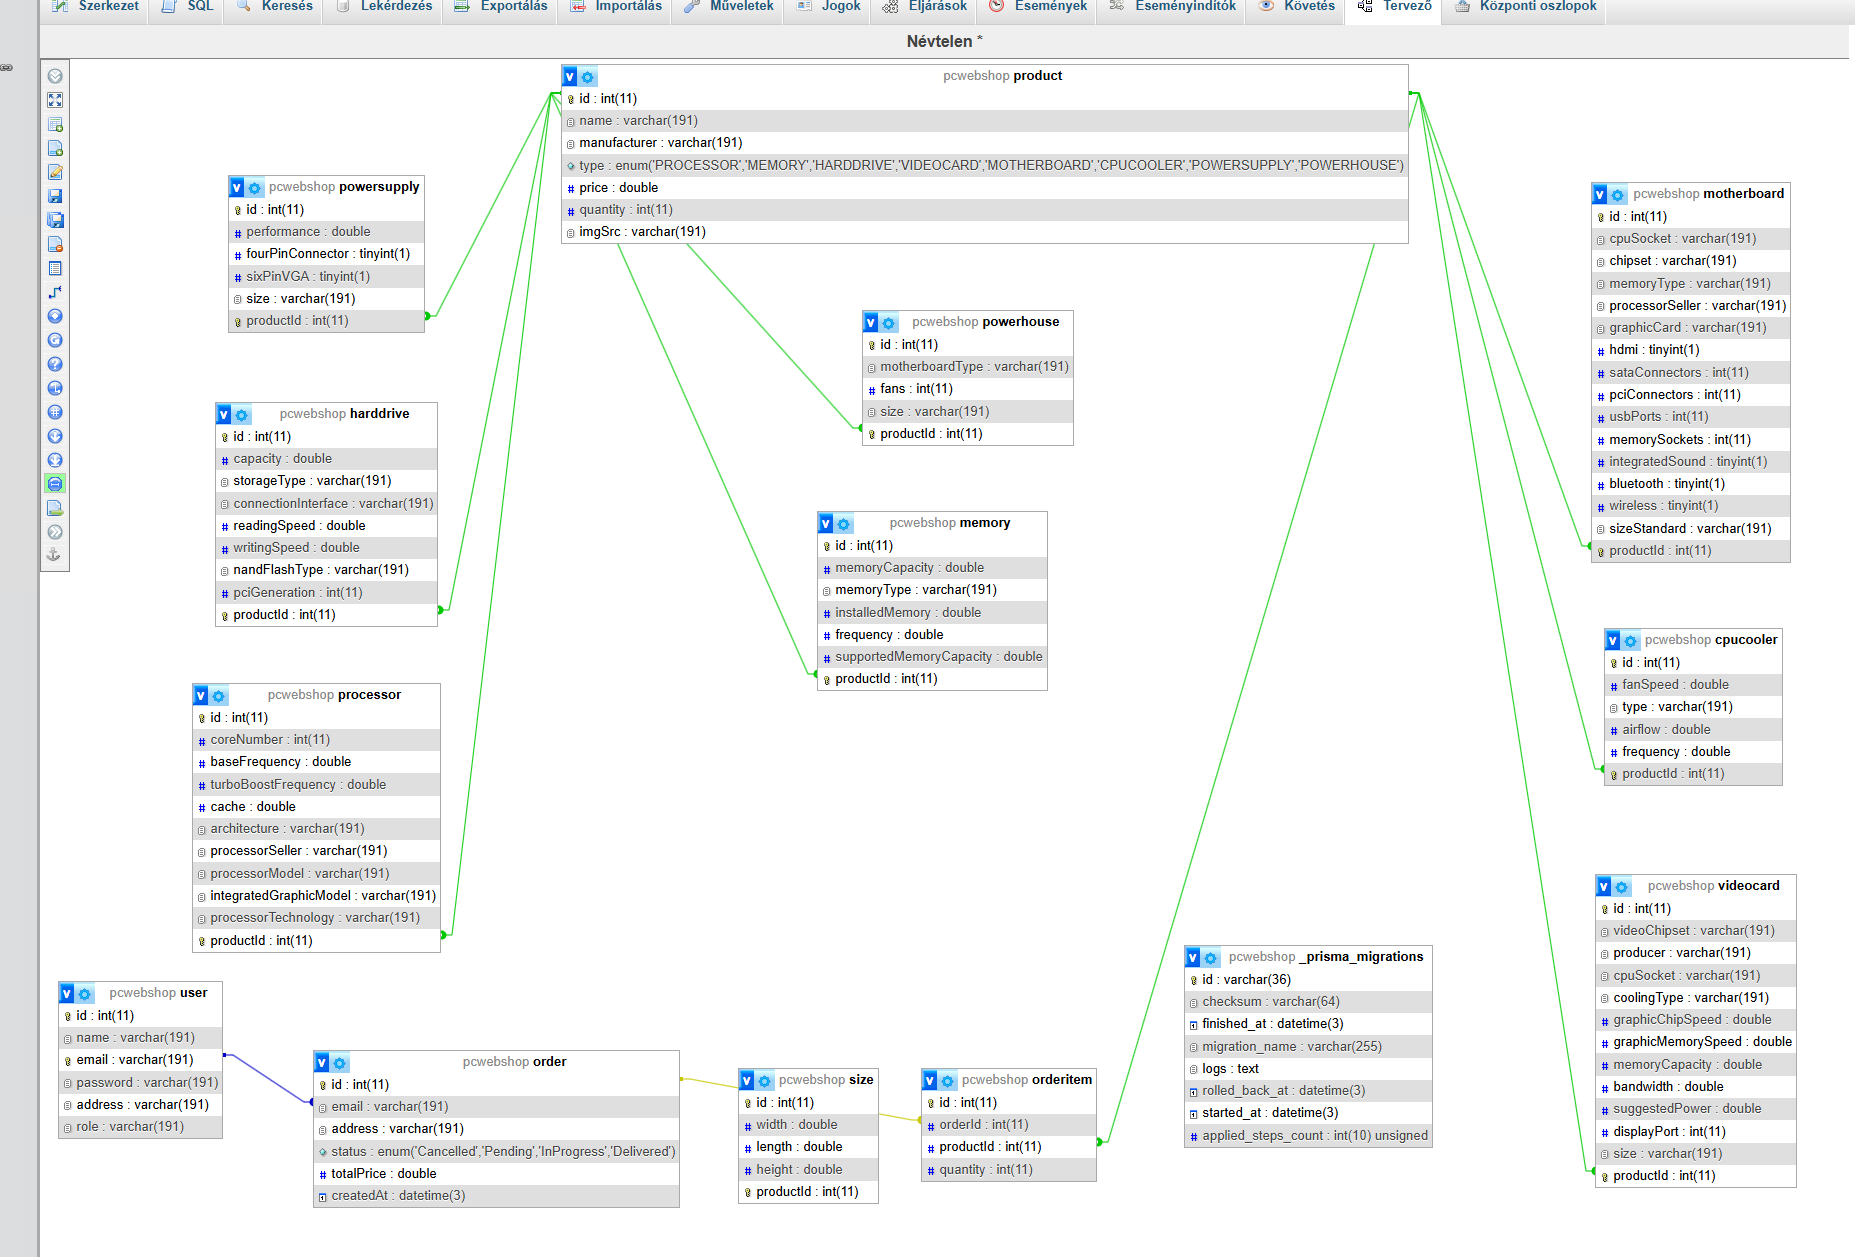 Szerkezet SQL Keresés Lekérdezés Exportálás Importálás Műveletek Jogok Eljárások Események Eseményindítók Követés Tervező Központi oszlopok
Névtelen *
pcwebshop product
id : int(11)
name : varchar(191)
manufacturer : varchar(191)
type : enum('PROCESSOR','MEMORY','HARDDRIVE','VIDEOCARD','MOTHERBOARD','CPUCOOLER','POWERSUPPLY','POWERHOUSE')
price : double
quantity : int(11)
imgSrc : varchar(191)
pcwebshop powersupply
id : int(11)
performance : double
fourPinConnector : tinyint(1)
sixPinVGA : tinyint(1)
size : varchar(191)
productId : int(11)
pcwebshop motherboard
id : int(11)
cpuSocket : varchar(191)
chipset : varchar(191)
memoryType : varchar(191)
processorSeller : varchar(191)
graphicCard : varchar(191)
hdmi : tinyint(1)
sataConnectors : int(11)
pciConnectors : int(11)
usbPorts : int(11)
memorySockets : int(11)
integratedSound : tinyint(1)
bluetooth : tinyint(1)
wireless : tinyint(1)
sizeStandard : varchar(191)
productId : int(11)
pcwebshop powerhouse
id : int(11)
motherboardType : varchar(191)
fans : int(11)
size : varchar(191)
productId : int(11)
pcwebshop harddrive
id : int(11)
capacity : double
storageType : varchar(191)
connectionInterface : varchar(191)
readingSpeed : double
writingSpeed : double
nandFlashType : varchar(191)
pciGeneration : int(11)
productId : int(11)
pcwebshop memory
id : int(11)
memoryCapacity : double
memoryType : varchar(191)
installedMemory : double
frequency : double
supportedMemoryCapacity : double
productId : int(11)
pcwebshop cpucooler
id : int(11)
fanSpeed : double
type : varchar(191)
airflow : double
frequency : double
productId : int(11)
pcwebshop processor
id : int(11)
coreNumber : int(11)
baseFrequency : double
turboBoostFrequency : double
cache : double
architecture : varchar(191)
processorSeller : varchar(191)
processorModel : varchar(191)
integratedGraphicModel : varchar(191)
processorTechnology : varchar(191)
productId : int(11)
pcwebshop videocard
id : int(11)
videoChipset : varchar(191)
producer : varchar(191)
cpuSocket : varchar(191)
coolingType : varchar(191)
graphicChipSpeed : double
graphicMemorySpeed : double
memoryCapacity : double
bandwidth : double
suggestedPower : double
displayPort : int(11)
size : varchar(191)
productId : int(11)
pcwebshop _prisma_migrations
id : varchar(36)
checksum : varchar(64)
finished_at : datetime(3)
migration_name : varchar(255)
logs : text
rolled_back_at : datetime(3)
started_at : datetime(3)
applied_steps_count : int(10) unsigned
pcwebshop user
id : int(11)
name : varchar(191)
email : varchar(191)
password : varchar(191)
address : varchar(191)
role : varchar(191)
pcwebshop order
id : int(11)
email : varchar(191)
address : varchar(191)
status : enum('Cancelled','Pending','InProgress','Delivered')
totalPrice : double
createdAt : datetime(3)
pcwebshop size
id : int(11)
width : double
length : double
height : double
productId : int(11)
pcwebshop orderitem
id : int(11)
orderId : int(11)
productId : int(11)
quantity : int(11)